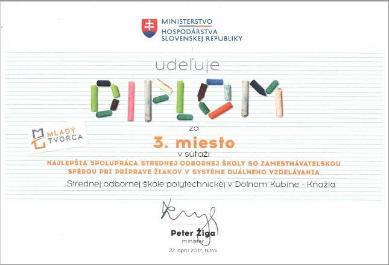 MINISTERSTVO
HOSPODÁRSTVA
SLOVENSKEJ REPUBLIKY
udeľuje
DIPLOM
za
3. miesto
v súťaži
MLADÝ
TVORCA
NAJLEPŠIA SPOLUPRÁCA STREDNEJ ODBORNEJ ŠKOLY SO ZAMESTNÁVATEĽSKOU
SFÉROU PRI PRÍPRAVE ŽIAKOV V SYSTÉME DUÁLNEHO VZDELÁVANIA
Strednej odbornej škole polytechnickej v Dolnom Kubíne - Kňažia
Peter Žiga
minister
27. apríl 2017, Nitra